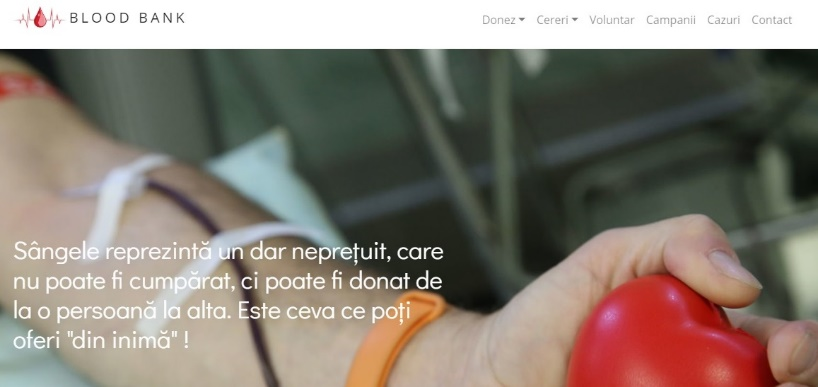 BLOOD BANK
Donez Cereri Voluntar Campanii Cazuri Contact
Sângele reprezintă un dar neprețuit, care
nu poate fi cumpărat, ci poate fi donat de
la o persoană la alta. Este ceva ce poți
oferi "din inimă" !